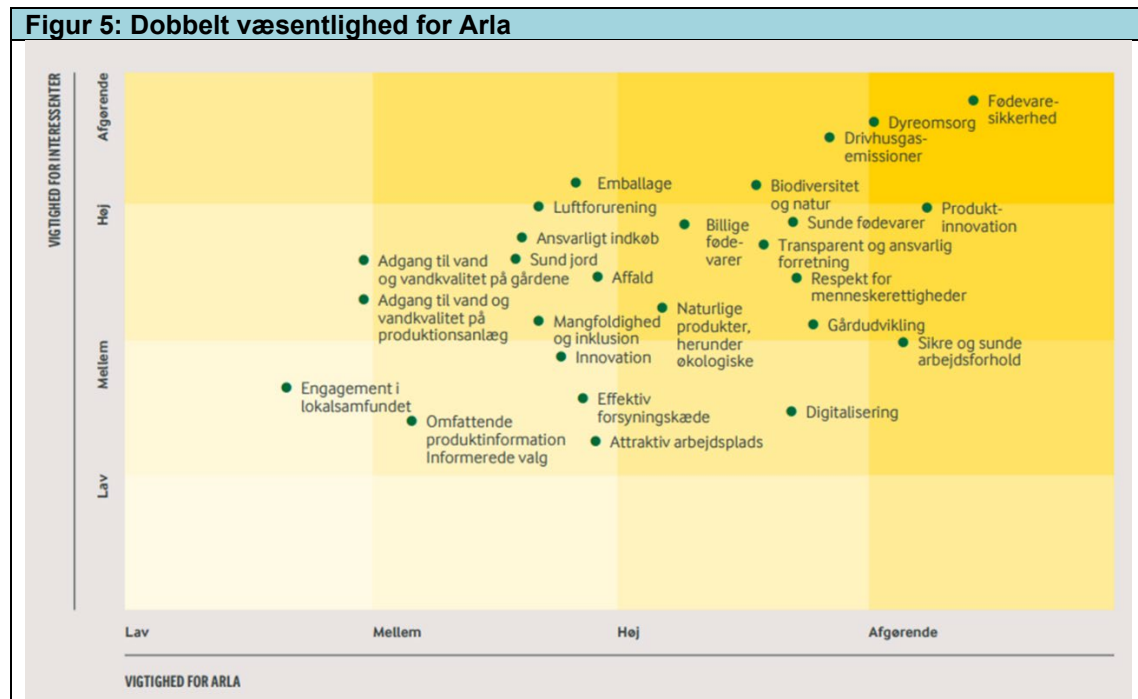 Figur 5: Dobbelt væsentlighed for Arla
VIGTIGHED FOR INTERESSENTER
Afgørende
Høj
Mellem
Lav
Fødevare-
sikkerhed
Dyreomsorg
Drivhusgas-
emissioner
Emballage
Biodiversitet
og natur
Luftforurening
Produkt-
innovation
Billige
føde-
varer
Sunde fødevarer
Ansvarligt indkøb
Transparent og ansvarlig
forretning
Adgang til vand
og vandkvalitet på gårdene
Sund jord
Affald
Respekt for
menneskerettigheder
Adgang til vand og
vandkvalitet på
produktionsanlæg
Mangfoldighed
og inklusion
Naturlige
produkter,
herunder
økologiske
Gårdudvikling
Sikre og sunde
arbejdsforhold
Innovation
Engagement i
lokalsamfundet
Effektiv
forsyningskæde
Omfattende
produktinformation
Informerede valg
Attraktiv arbejdsplads
Digitalisering
Lav
Mellem
Høj
Afgørende
VIGTIGHED FOR ARLA